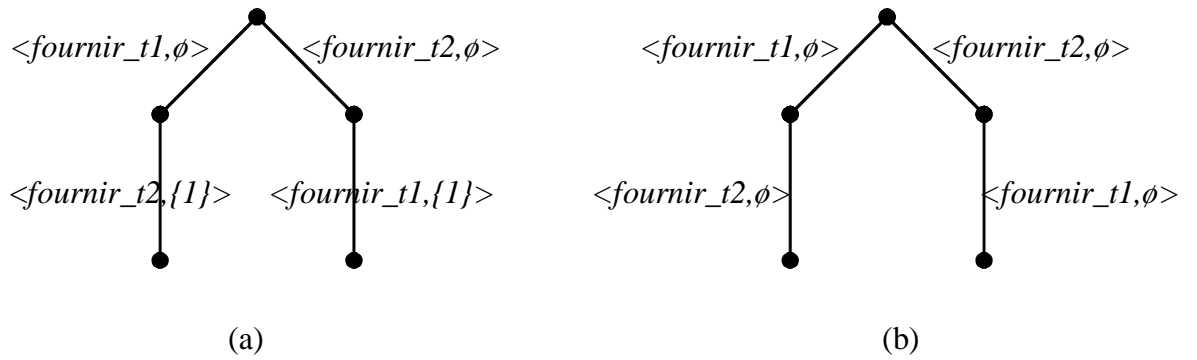 <fournir_t1,ϕ> <fournir_t2,ϕ> <fournir_t1,ϕ> <fournir_t2,ϕ>
<fournir_t2,{1}> <fournir_t1,{1}> <fournir_t2,ϕ> <fournir_t1,ϕ>
(a) (b)